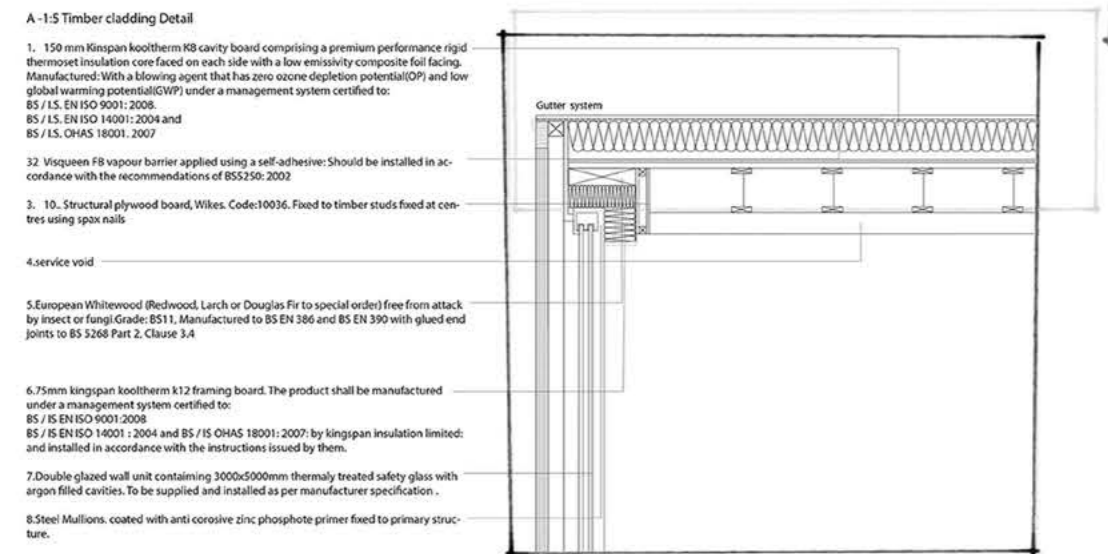 A -1:5 Timber cladding Detail
1. 150 mm Kinspan kooltherm K8 cavity board comprising a premium performance rigid
thermoset insulation core faced on each side with a low emissivity composite foil facing.
Manufactured: With a blowing agent that has zero ozone depletion potential(OP) and low
global warming potential(GWP) under a management system certified to:
BS / I.S. EN ISO 9001: 2008.
BS / I.S. EN ISO 14001: 2004 and
BS / I.S. OHAS 18001. 2007
32 Visqueen FB vapour barrier applied using a self-adhesive: Should be installed in ac-
cordance with the recommendations of BS5250: 2002
3. 10.. Structural plywood board, Wikes. Code:10036. Fixed to timber studs fixed at cen-
tres using spax nails
4.service void
5.European Whitewood (Redwood, Larch or Douglas Fir to special order) free from attack
by insect or fungi.Grade: BS11, Manufactured to BS EN 386 and BS EN 390 with glued end
joints to BS 5268 Part 2, Clause 3.4
6.75mm kingspan kooltherm k12 framing board. The product shall be manufactured
under a management system certified to:
BS / IS EN ISO 9001:2008
BS / IS EN ISO 14001 : 2004 and BS / IS OHAS 18001: 2007: by kingspan insulation limited:
and installed in accordance with the instructions issued by them.
7.Double glazed wall unit contaiming 3000x5000mm thermaly treated safety glass with
argon filled cavities. To be supplied and installed as per manufacturer specification .
8.Steel Mullions. coated with anti corosive zinc phosphote primer fixed to primary struc-
ture.
Gutter system